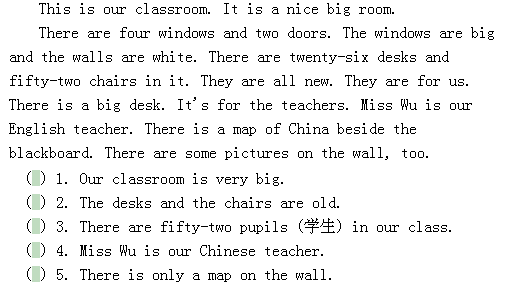 This is our classroom. It is a nice big room.
There are four windows and two doors. The windows are big
and the walls are white. There are twenty-six desks and
fifty-two chairs in it. They are all new. They are for us.
There is a big desk. It's for the teachers. Miss Wu is our
English teacher. There is a map of China beside the
blackboard. There are some pictures on the wall, too.
( ) 1. Our classroom is very big.
( ) 2. The desks and the chairs are old.
( ) 3. There are fifty-two pupils (学生) in our class.
( ) 4. Miss Wu is our Chinese teacher.
( ) 5. There is only a map on the wall.